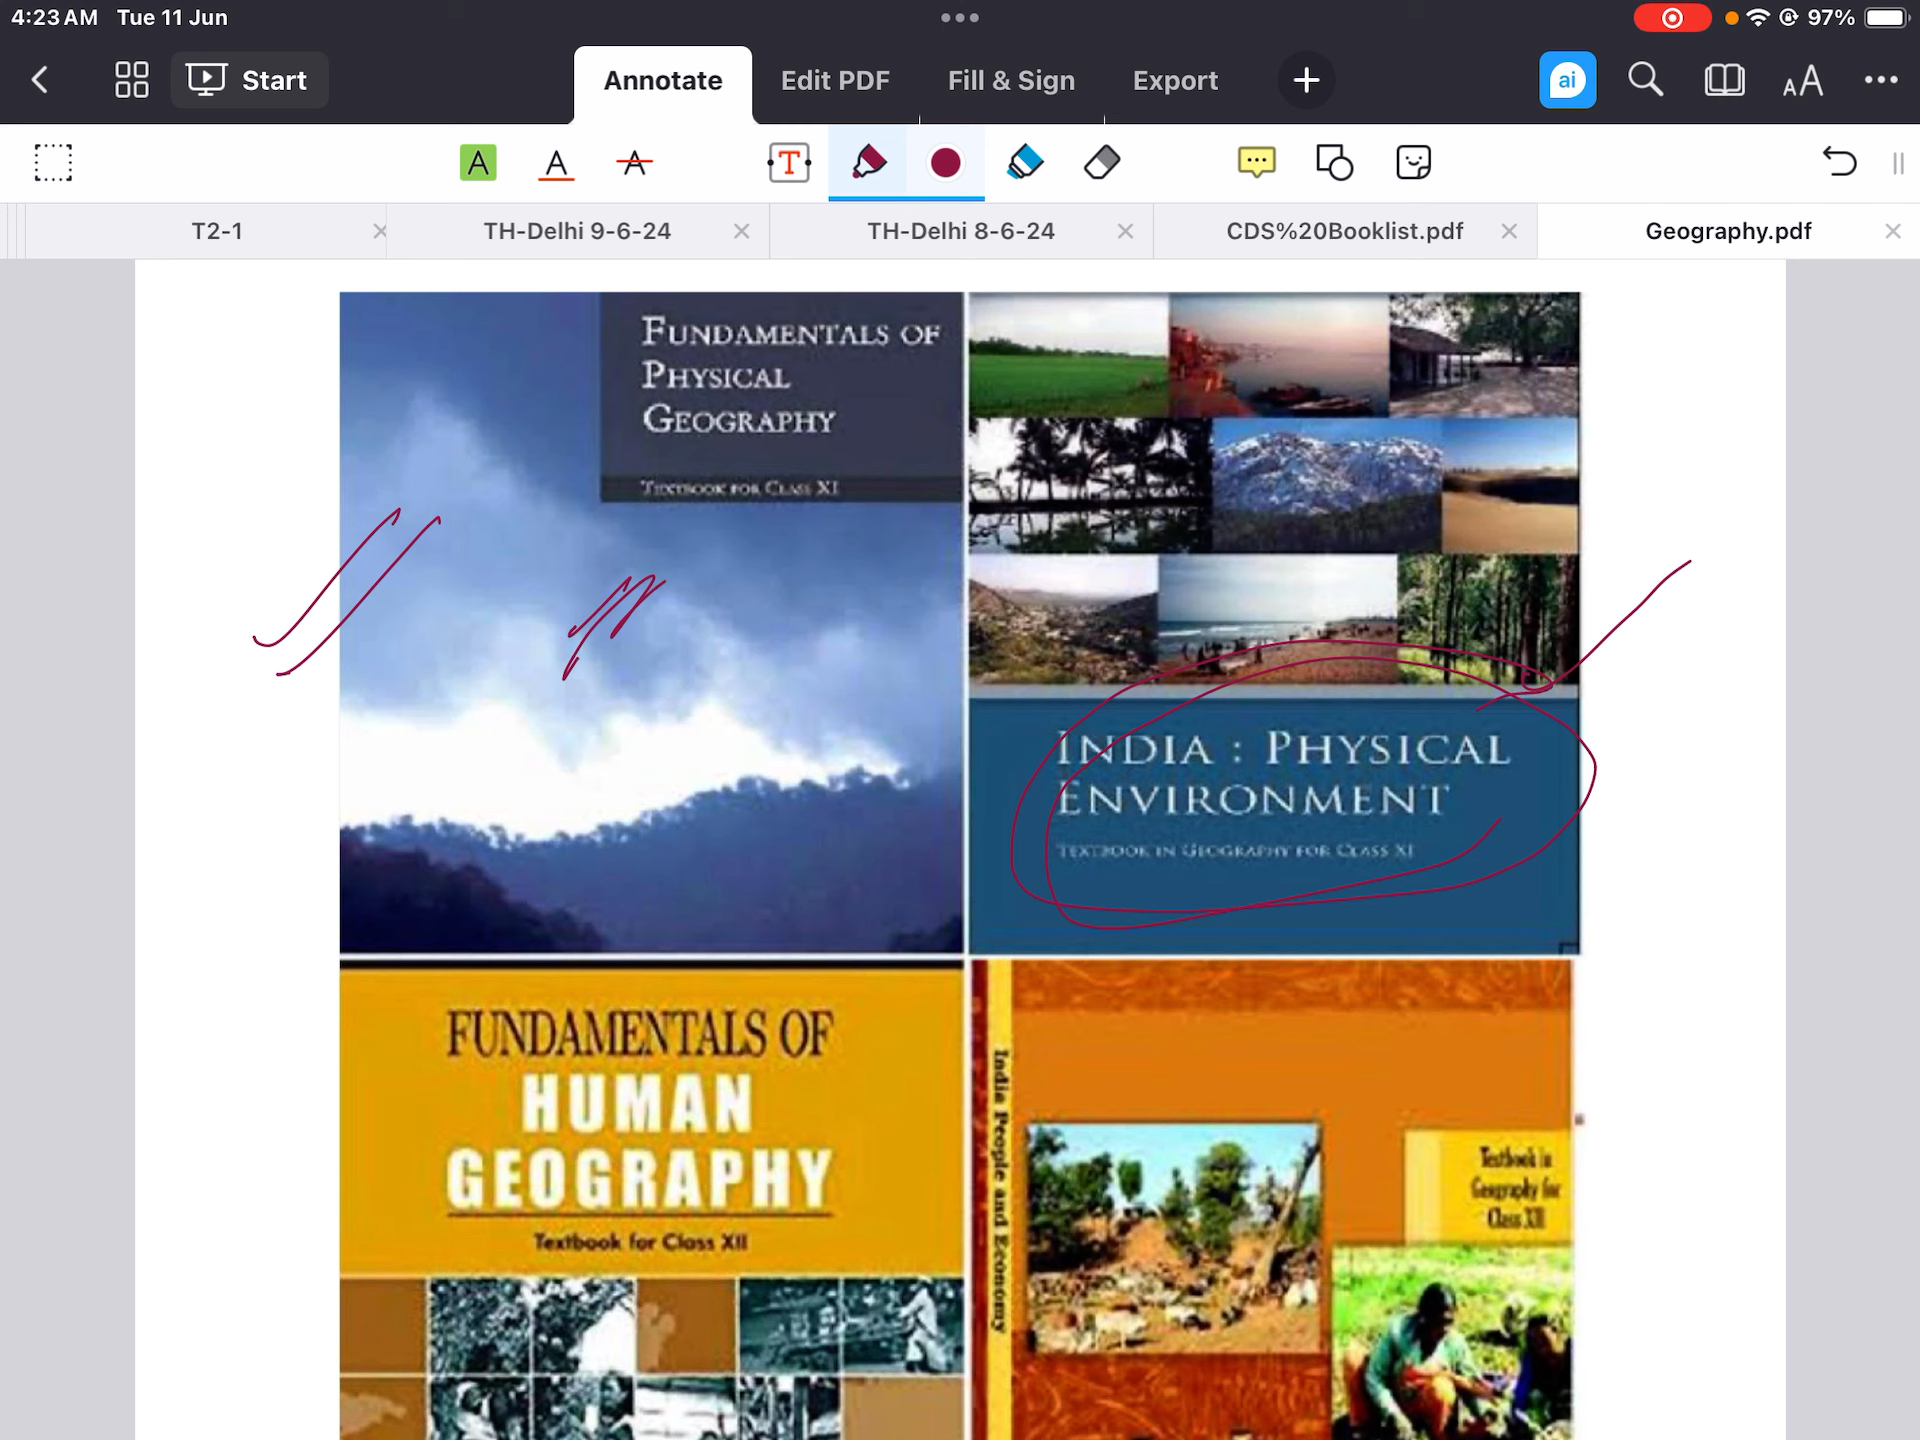 4:23 AM Tue 11 Jun
97%
Start
Annotate
Edit PDF
Fill & Sign
Export
ai
AA
A
A
A
T
T2-1
TH-Delhi 9-6-24
TH-Delhi 8-6-24
CDS%20Booklist.pdf
Geography.pdf
FUNDAMENTALS OF
PHYSICAL
GEOGRAPHY
TEXTBOOK FOR CLASS XI
INDIA : PHYSICAL
ENVIRONMENT
TEXTBOOK IN GEOGRAPHY FOR CLASS XI
FUNDAMENTALS OF
HUMAN
GEOGRAPHY
Textbook for Class XII
India People and Economy
Textbook in
Geography for
Class XII